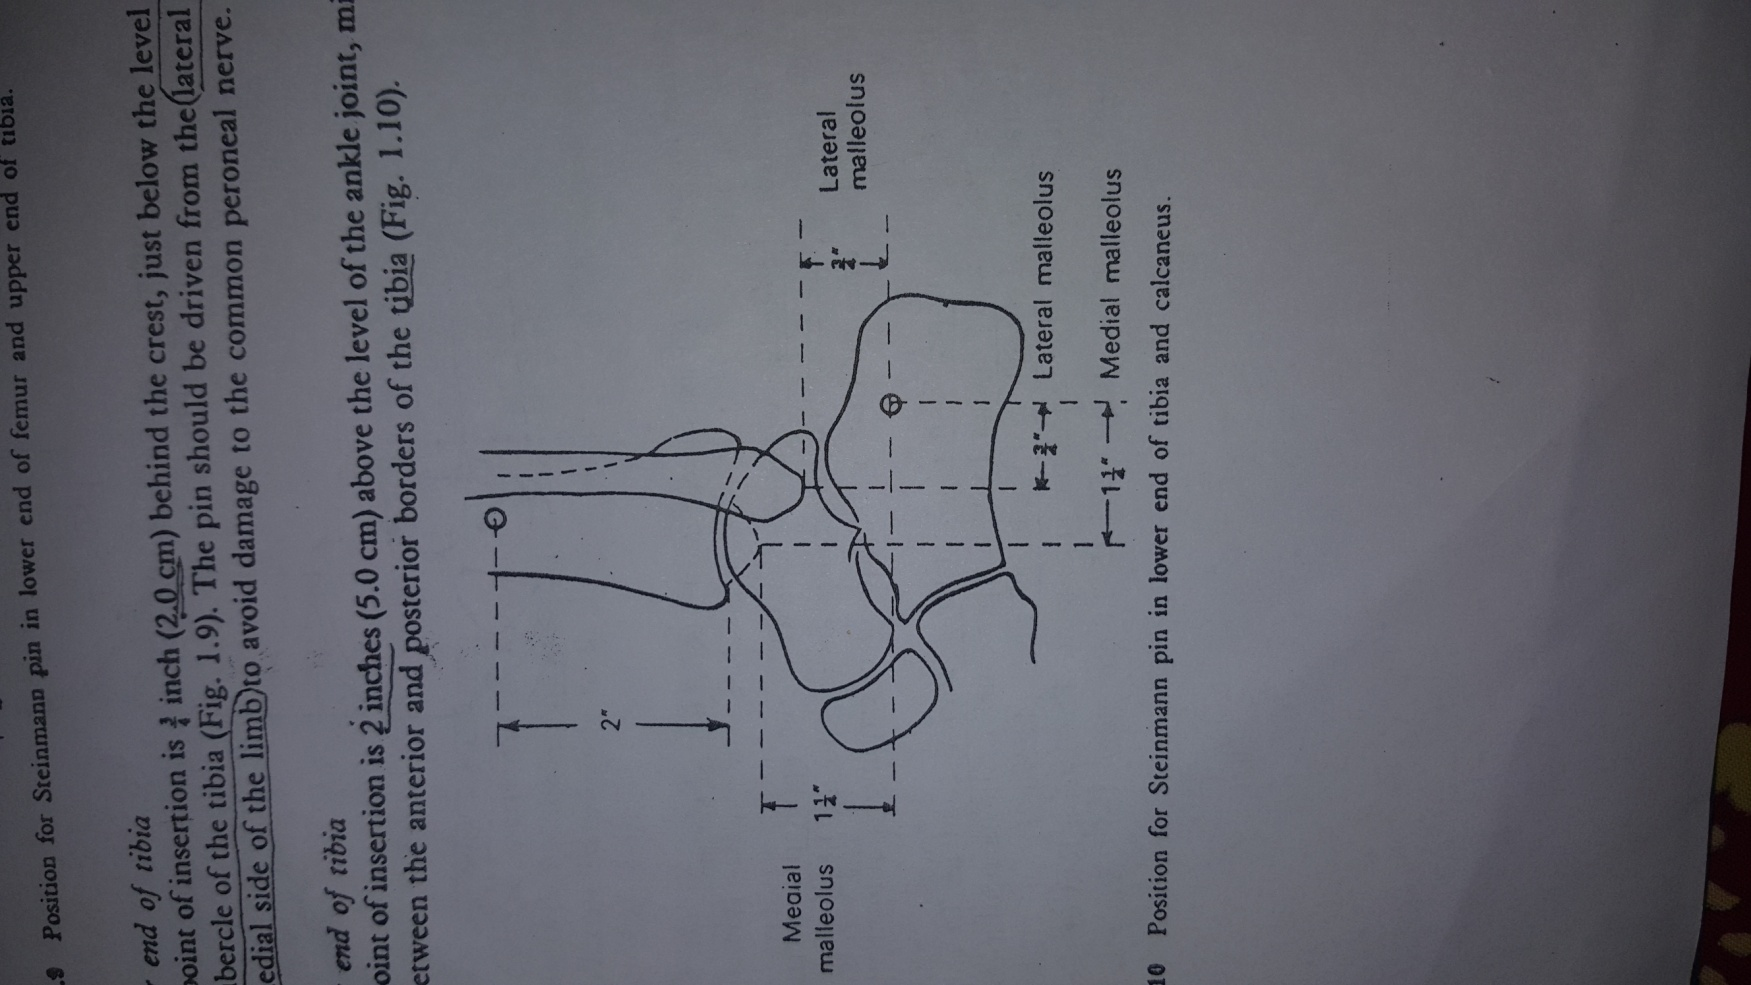 .9 Position for Steinmann pin in lower end of femur and upper end of tibia.
end of tibia
point of insertion is ¾ inch (2.0 cm) behind the crest, just below the level
bercle of the tibia (Fig. 1.9). The pin should be driven from the lateral
edial side of the limb to avoid damage to the common peroneal nerve.
end of tibia
oint of insertion is 2 inches (5.0 cm) above the level of the ankle joint, mi
etween the anterior and posterior borders of the tibia (Fig. 1.10).
2"
Medial
malleolus
1½"
Lateral
malleolus
¾"
¾" Lateral malleolus
1½" Medial malleolus
10 Position for Steinmann pin in lower end of tibia and calcaneus.